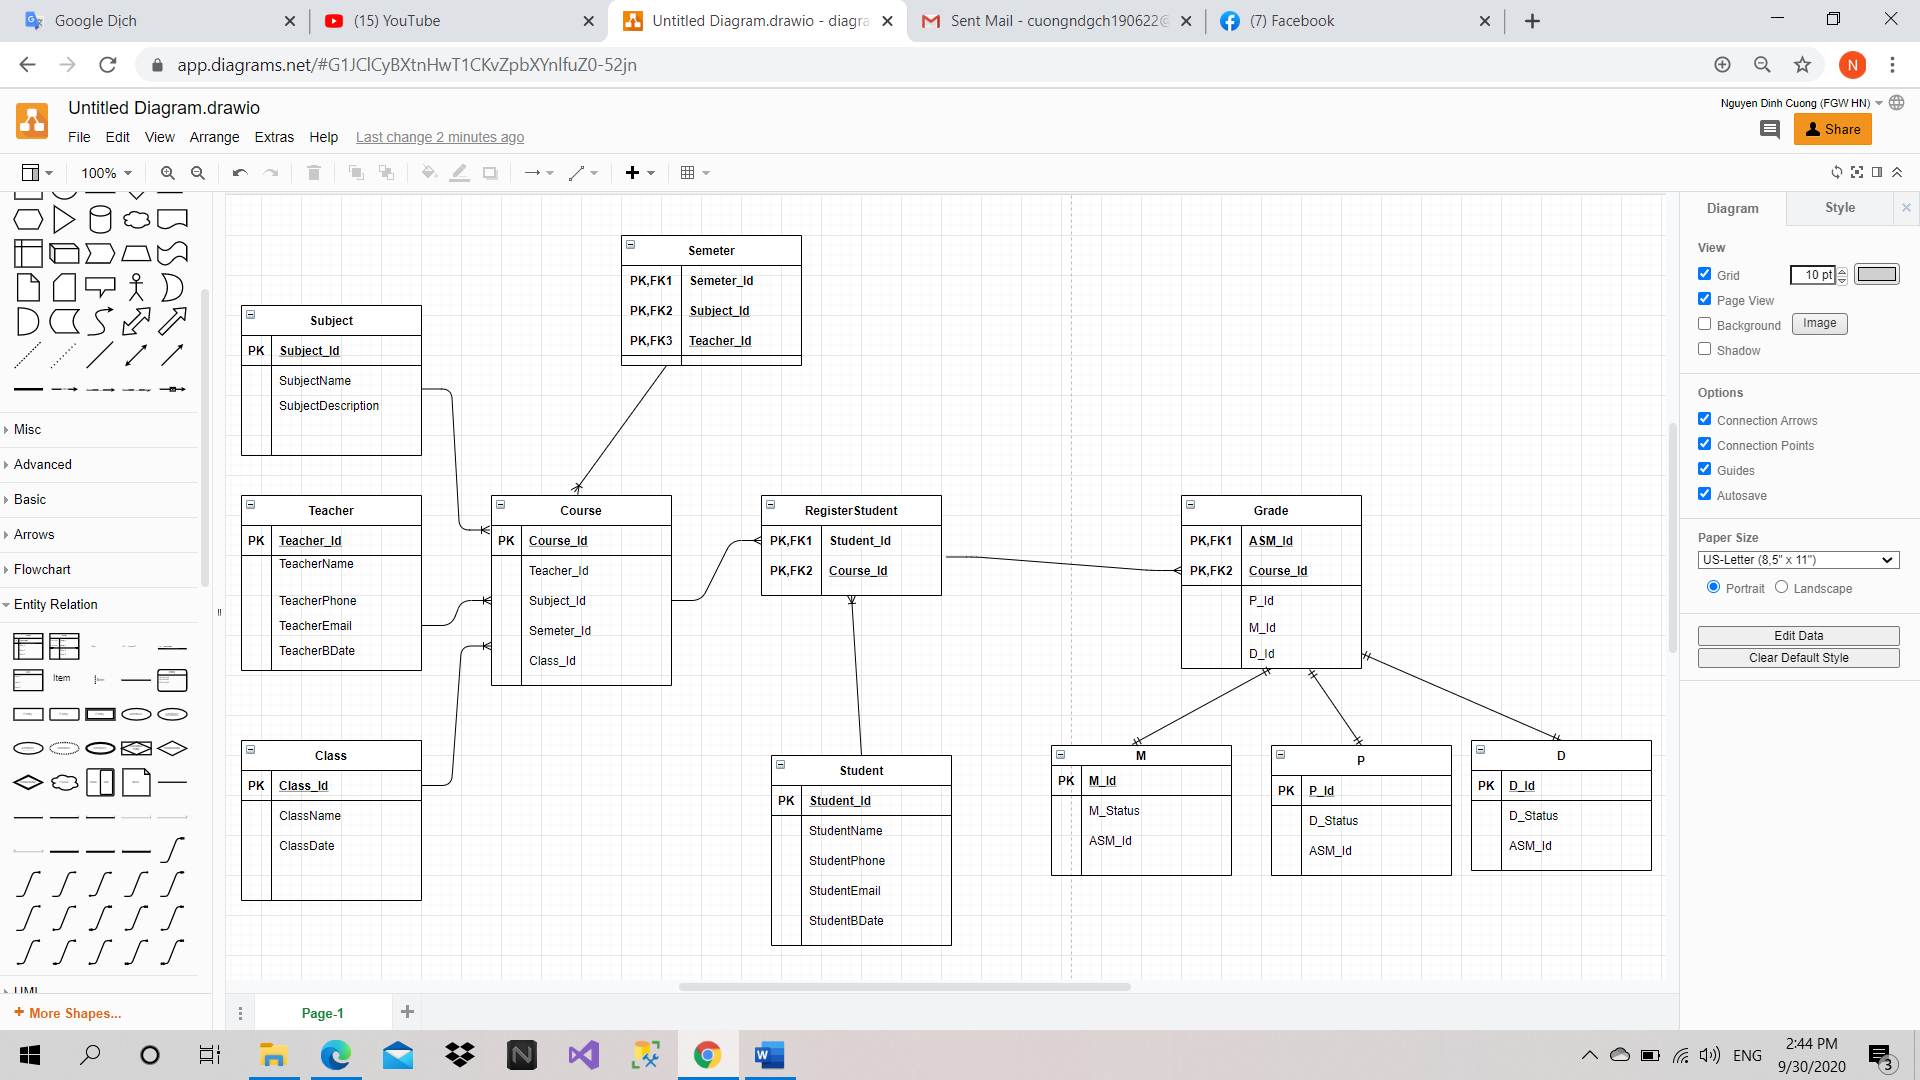 Google Dịch
(15) YouTube
Untitled Diagram.drawio - diagra
Sent Mail - cuongndgch190622@
(7) Facebook
app.diagrams.net/#G1JClCyBXtnHwT1CKvZpbXYnlfuZ0-52jn
N
Untitled Diagram.drawio
Nguyen Dinh Cuong (FGW HN)
File Edit View Arrange Extras Help Last change 2 minutes ago
Share
100%
Misc
Advanced
Basic
Arrows
Flowchart
Entity Relation
Item
UML
+ More Shapes...
Semeter
PK,FK1 Semeter_Id
PK,FK2 Subject_Id
PK,FK3 Teacher_Id
Subject
PK Subject_Id
SubjectName
SubjectDescription
Teacher
PK Teacher_Id
TeacherName
TeacherPhone
TeacherEmail
TeacherBDate
Course
PK Course_Id
Teacher_Id
Subject_Id
Semeter_Id
Class_Id
RegisterStudent
PK,FK1 Student_Id
PK,FK2 Course_Id
Grade
PK,FK1 ASM_Id
PK,FK2 Course_Id
P_Id
M_Id
D_Id
Class
PK Class_Id
ClassName
ClassDate
Student
PK Student_Id
StudentName
StudentPhone
StudentEmail
StudentBDate
M
PK M_Id
M_Status
ASM_Id
P
PK P_Id
D_Status
ASM_Id
D
PK D_Id
D_Status
ASM_Id
Diagram Style
View
Grid 10 pt
Page View
Background Image
Shadow
Options
Connection Arrows
Connection Points
Guides
Autosave
Paper Size
US-Letter (8,5" x 11")
Portrait Landscape
Edit Data
Clear Default Style
Page-1
ENG
2:44 PM
9/30/2020
3